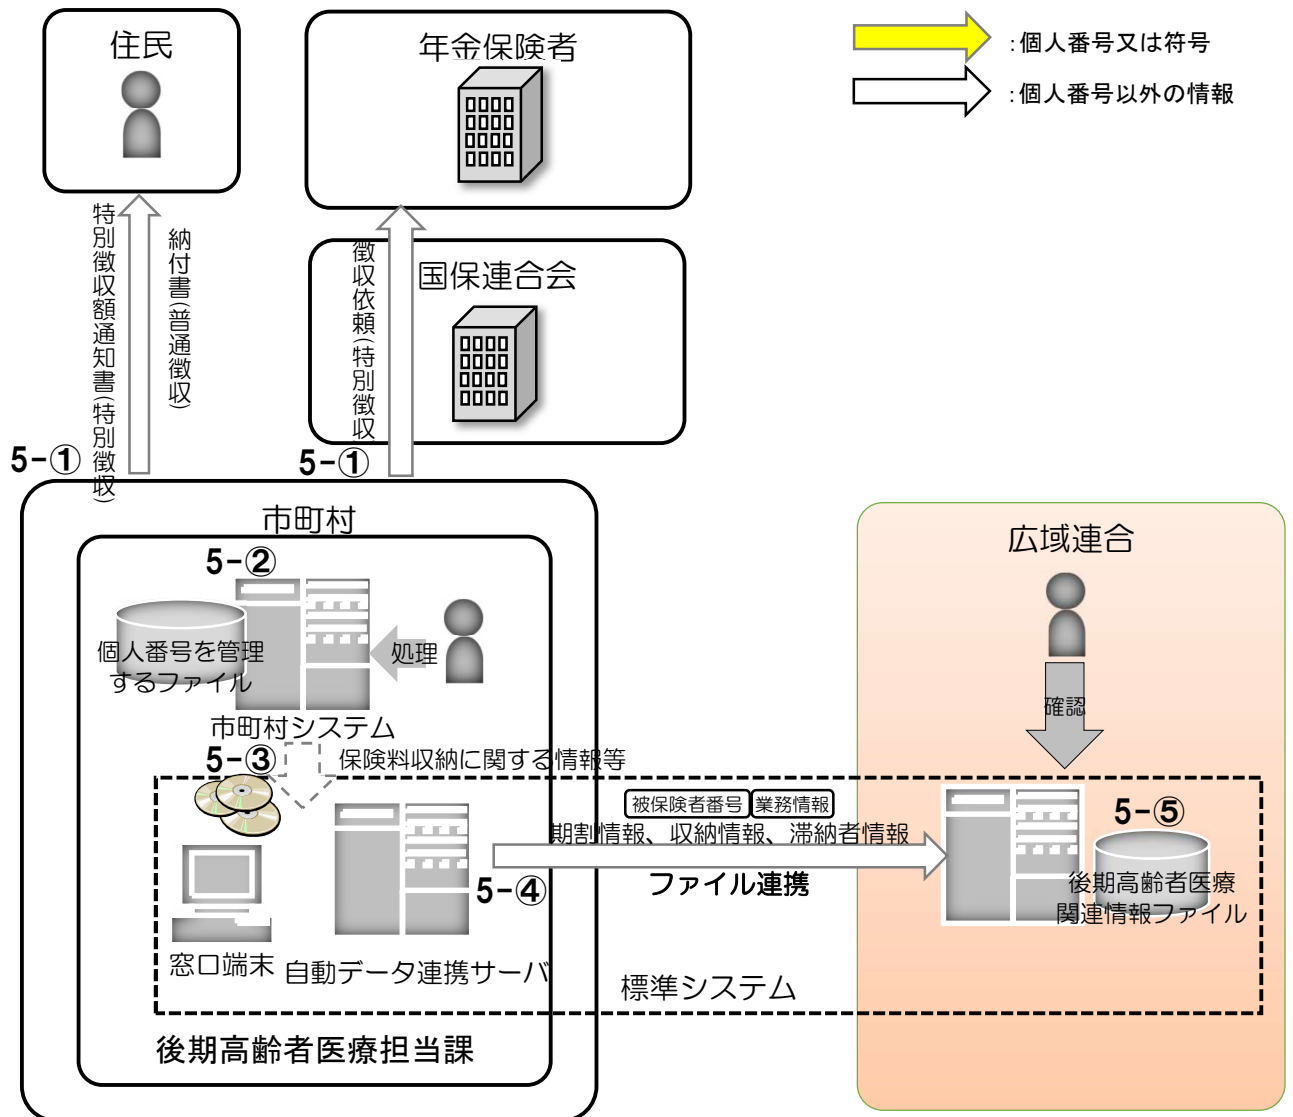 住民
年金保険者
:個人番号又は符号
:個人番号以外の情報
特別徴収額通知書(特別徴収)
納付書(普通徴収)
徴収依頼(特別徴収
国保連合会
5-①
5-①
市町村
広域連合
5-②
個人番号を管理
するファイル
処理
確認
市町村システム
5-③
保険料収納に関する情報等
被保険者番号 業務情報
期割情報、収納情報、滞納者情報
5-④
ファイル連携
5-⑤
後期高齢者医療
関連情報ファイル
窓口端末
自動データ連携サーバ
標準システム
後期高齢者医療担当課